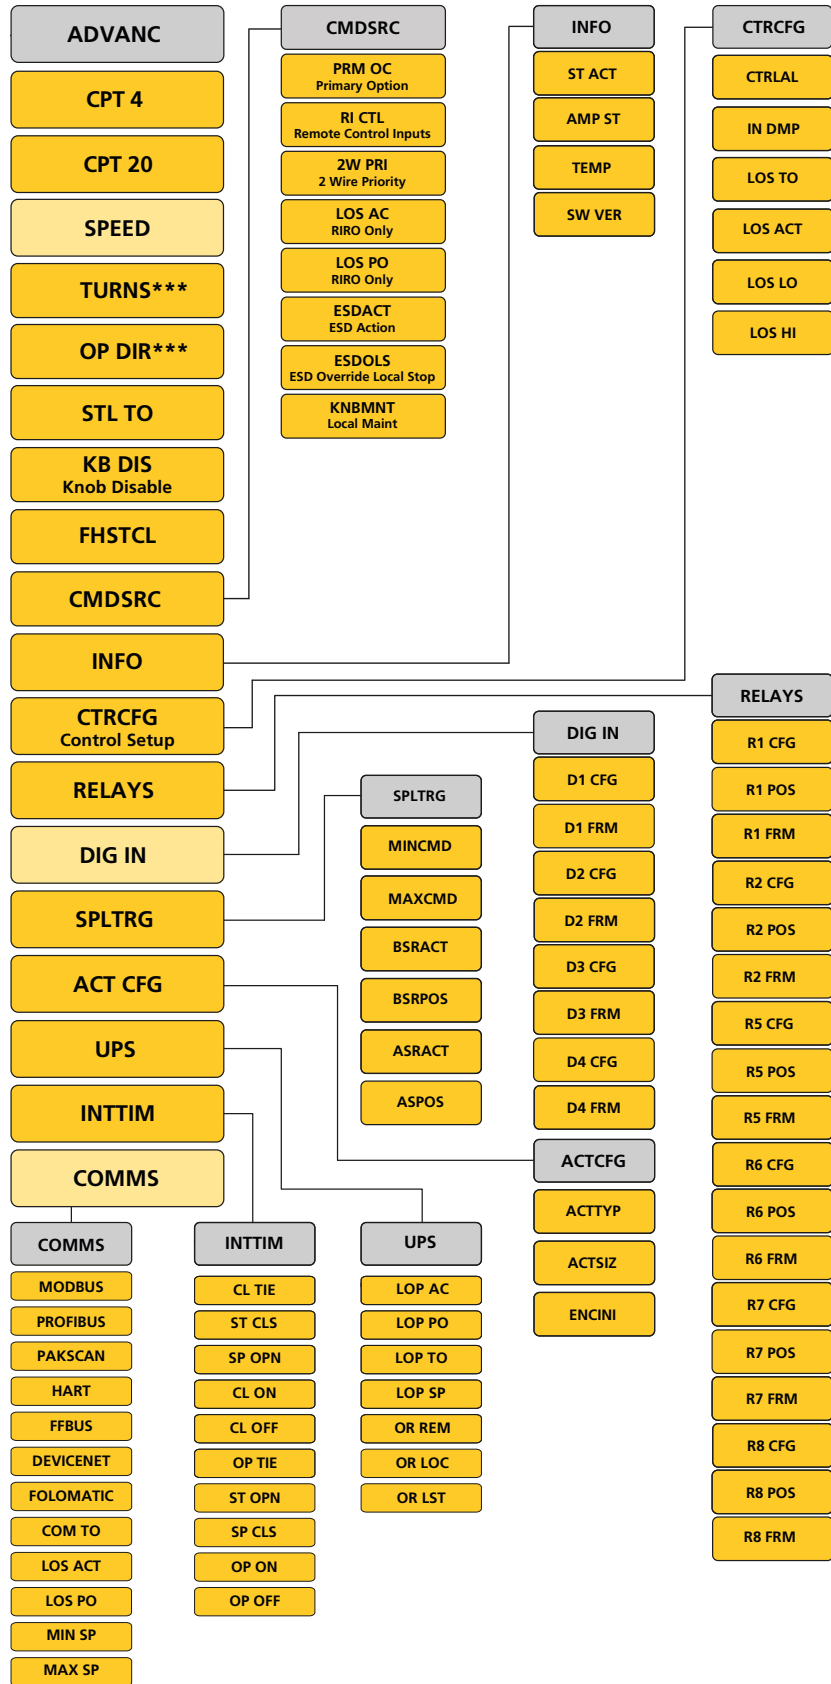 ADVANC
CPT 4
CPT 20
SPEED
TURNS***
OP DIR***
STL TO
KB DIS
Knob Disable
FHSTCL
CMDSRC
INFO
CTRCFG
Control Setup
RELAYS
DIG IN
SPLTRG
ACT CFG
UPS
INTTIM
COMMS
CMDSRC
PRM OC
Primary Option
RI CTL
Remote Control Inputs
2W PRI
2 Wire Priority
LOS AC
RIRO Only
LOS PO
RIRO Only
ESDACT
ESD Action
ESDOLS
ESD Override Local Stop
KNBMNT
Local Maint
INFO
ST ACT
AMP ST
TEMP
SW VER
CTRCFG
CTRLAL
IN DMP
LOS TO
LOS ACT
LOS LO
LOS HI
RELAYS
R1 CFG
R1 POS
R1 FRM
R2 CFG
R2 POS
R2 FRM
R5 CFG
R5 POS
R5 FRM
R6 CFG
R6 POS
R6 FRM
R7 CFG
R7 POS
R7 FRM
R8 CFG
R8 POS
R8 FRM
DIG IN
D1 CFG
D1 FRM
D2 CFG
D2 FRM
D3 CFG
D3 FRM
D4 CFG
D4 FRM
SPLTRG
MINCMD
MAXCMD
BSRACT
BSRPOS
ASRACT
ASPOS
ACTCFG
ACTTYP
ACTSIZ
ENCINI
COMMS
MODBUS
PROFIBUS
PAKSCAN
HART
FFBUS
DEVICENET
FOLOMATIC
COM TO
LOS ACT
LOS PO
MIN SP
MAX SP
INTTIM
CL TIE
ST CLS
SP OPN
CL ON
CL OFF
OP TIE
ST OPN
SP CLS
OP ON
OP OFF
UPS
LOP AC
LOP PO
LOP TO
LOP SP
OR REM
OR LOC
OR LST